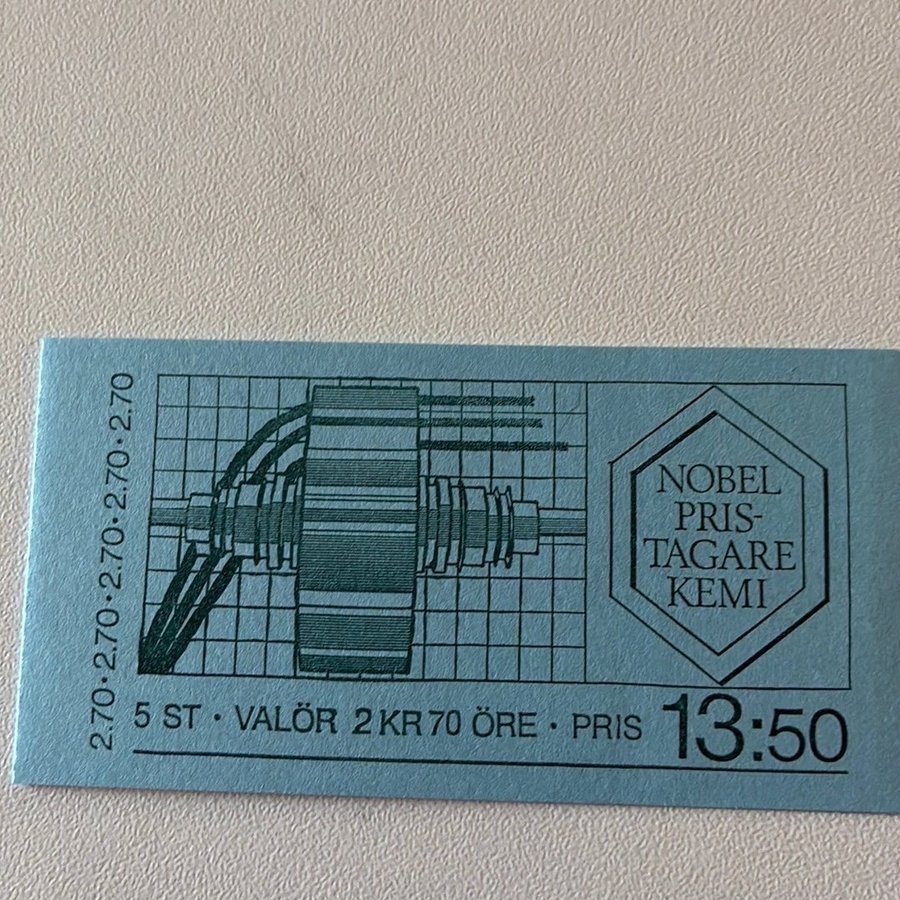 2.70·2.70·2.70·2.70·2.70
NOBEL
PRIS-
TAGARE
KEMI
5 ST · VALÖR 2 KR 70 ÖRE · PRIS 13:50